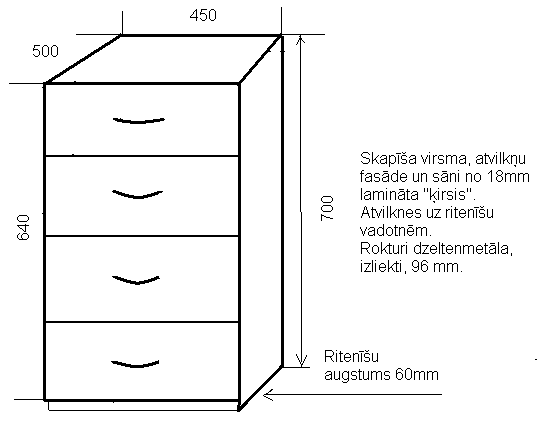 450
500
Skapīša virsma, atvilkņu
fasāde un sāni no 18mm
lamināta "ķirsis".
Atvilknes uz ritenīšu
vadotnēm.
Rokturi dzeltenmetāla,
izliekti, 96 mm.
700
640
Ritenīšu
augstums 60mm